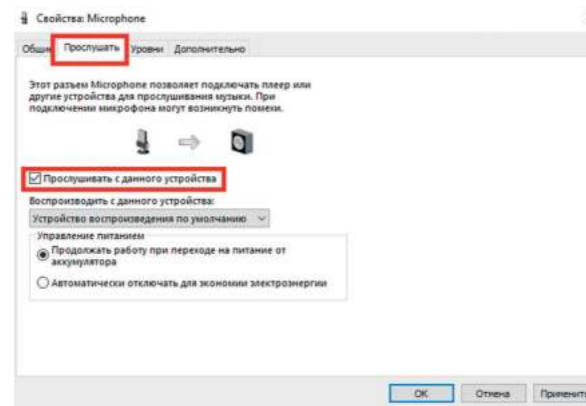 Свойства: Microphone
Общие Прослушать Уровни Дополнительно
Этот разъем Microphone позволяет подключать плеер или
другие устройства для прослушивания музыки. При
подключении микрофона могут возникнуть помехи.
Прослушивать с данного устройства
Воспроизводить с данного устройства:
Устройство воспроизведения по умолчанию
Управление питанием
Продолжать работу при переходе на питание от
аккумулятора
Автоматически отключать для экономии электроэнергии
OK Отмена Применить